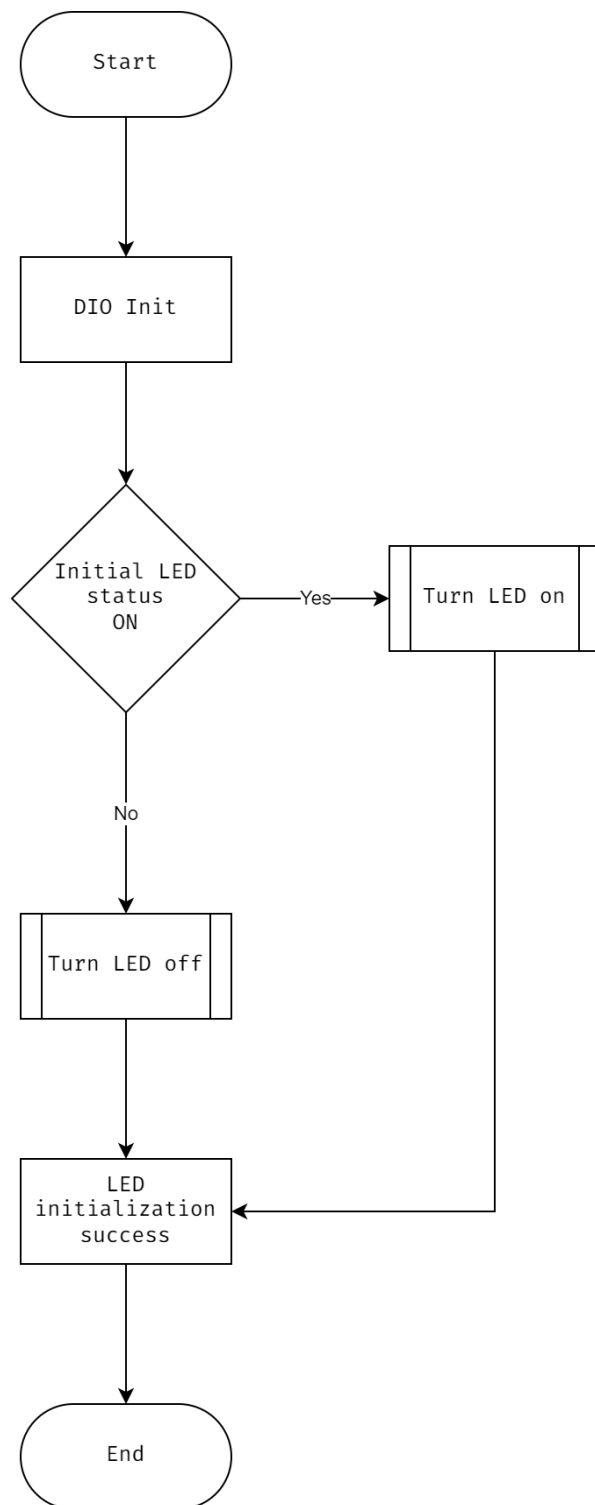 Start
DIO Init
Initial LED
status
ON
Yes
Turn LED on
No
Turn LED off
LED
initialization
success
End